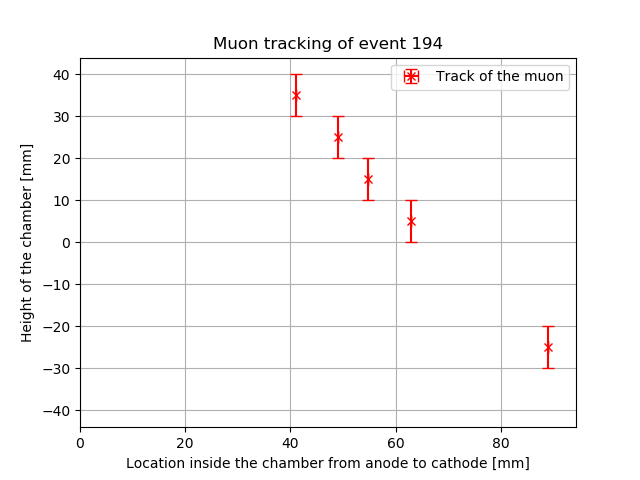 Muon tracking of event 194
Track of the muon
Height of the chamber [mm]
40
30
20
10
0
−10
−20
−30
−40
0 20 40 60 80
Location inside the chamber from anode to cathode [mm]